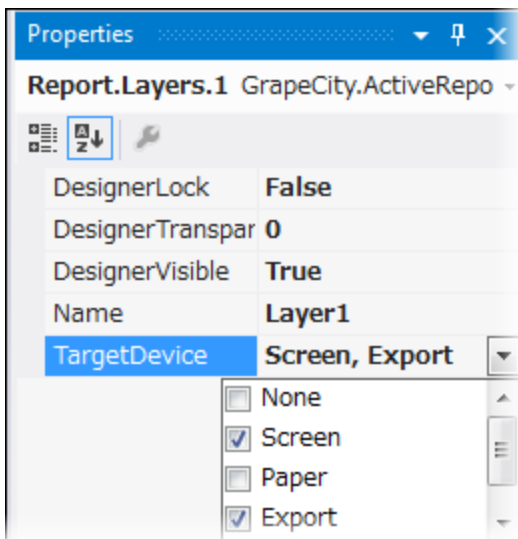 Properties
Report.Layers.1 GrapeCity.ActiveRepo
DesignerLock False
DesignerTranspar 0
DesignerVisible True
Name Layer1
TargetDevice Screen, Export
None
Screen
Paper
Export